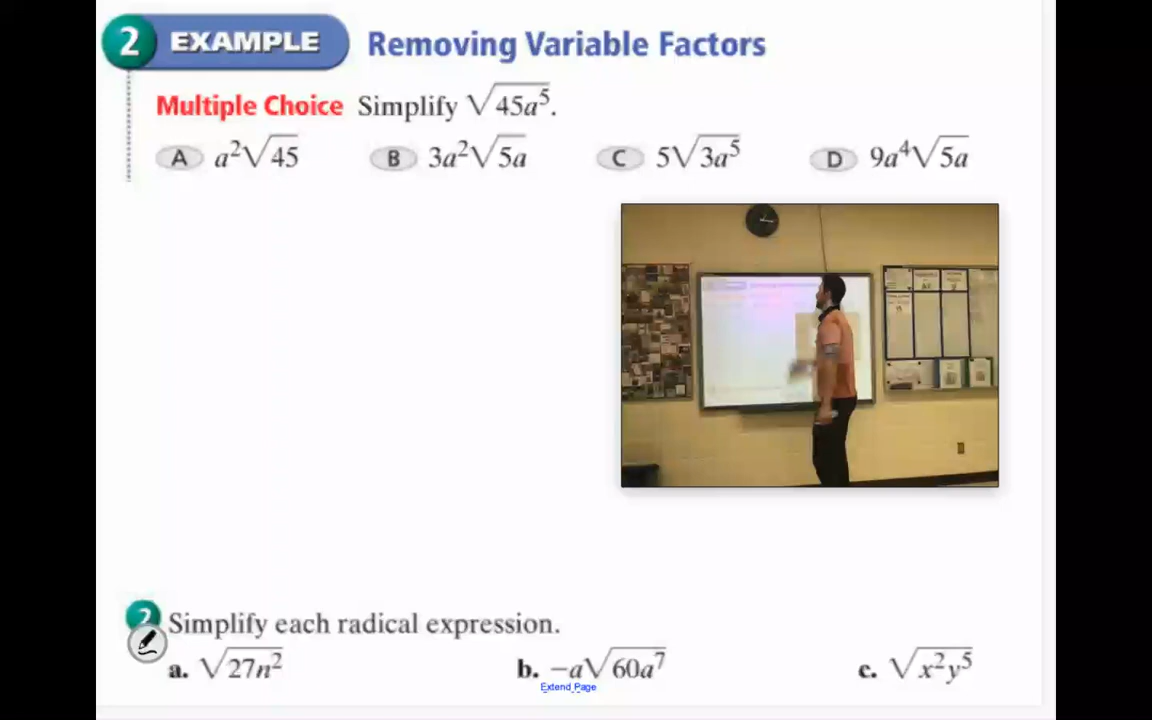 2 EXAMPLE Removing Variable Factors
Multiple Choice Simplify √45a⁵.
A a²√45 B 3a²√5a C 5√3a⁵ D 9a⁴√5a
2 Simplify each radical expression.
a. √27n² b. −a√60a⁷ c. √x²y⁵
Extend Page